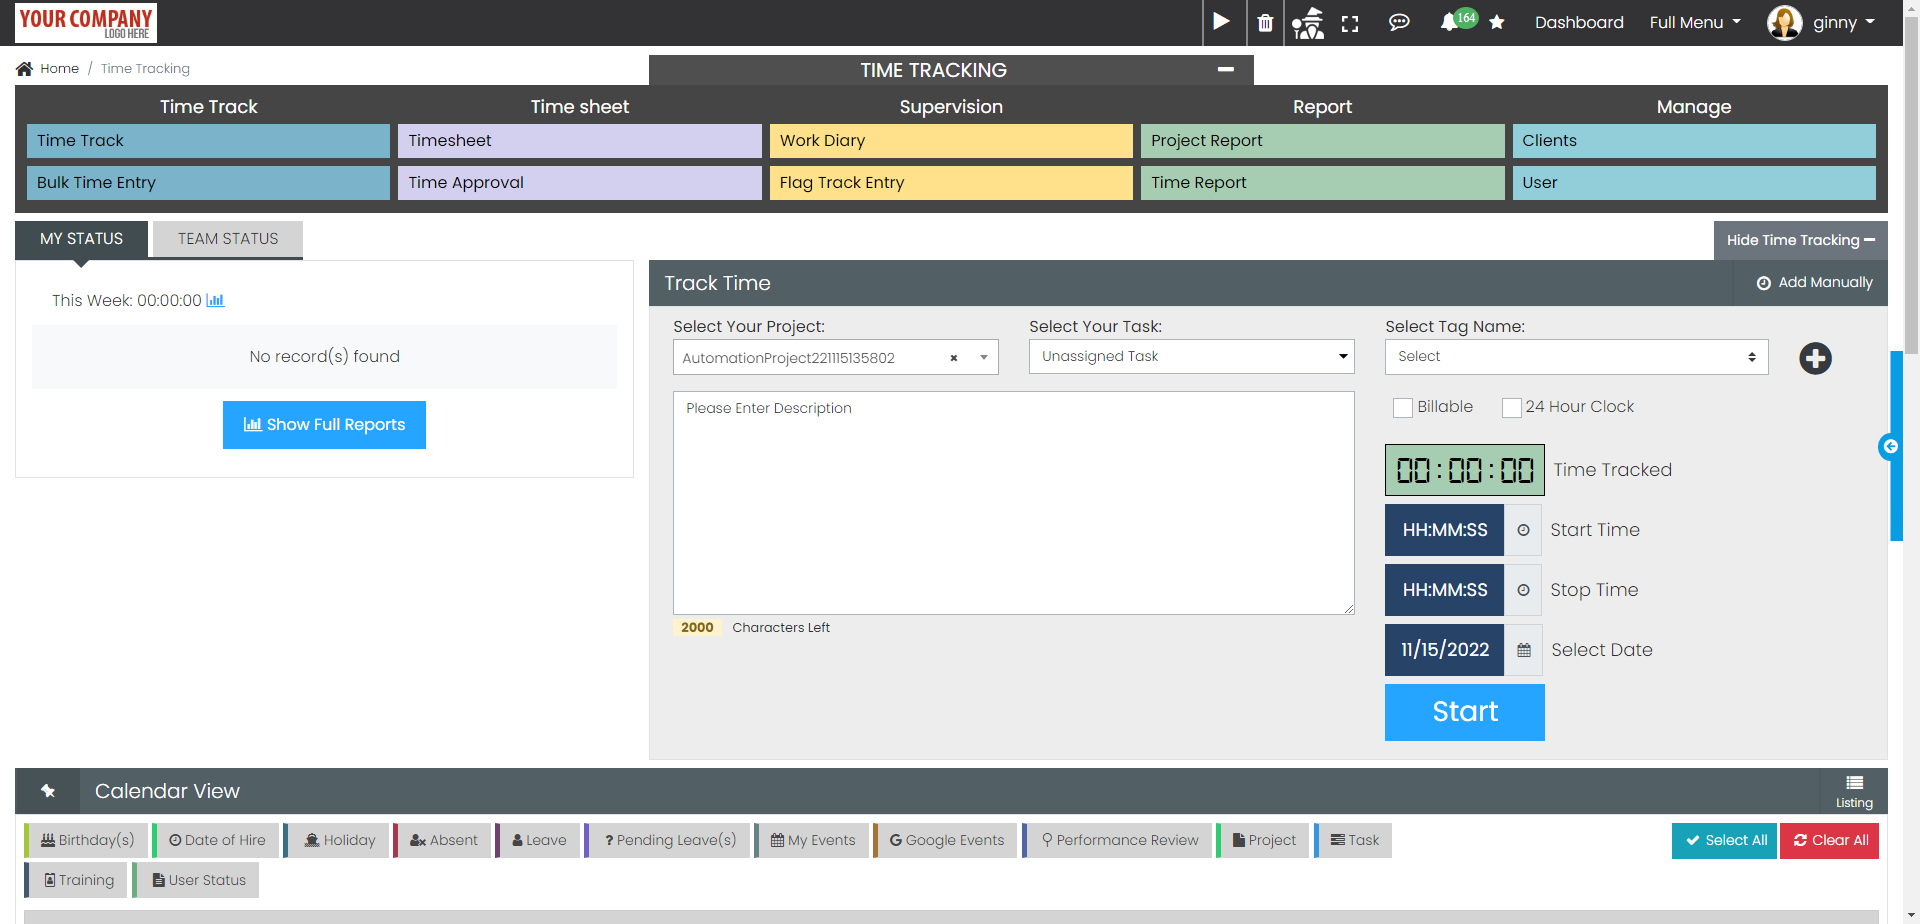 YOUR COMPANY
LOGO HERE
164
Dashboard
Full Menu
ginny
Home / Time Tracking
TIME TRACKING
Time Track
Time sheet
Supervision
Report
Manage
Time Track
Timesheet
Work Diary
Project Report
Clients
Bulk Time Entry
Time Approval
Flag Track Entry
Time Report
User
MY STATUS
TEAM STATUS
Hide Time Tracking
This Week: 00:00:00
No record(s) found
Show Full Reports
Track Time
Add Manually
Select Your Project:
Select Your Task:
Select Tag Name:
AutomationProject221115135802
Unassigned Task
Select
Please Enter Description
Billable
24 Hour Clock
00:00:00
Time Tracked
HH:MM:SS
Start Time
HH:MM:SS
Stop Time
2000 Characters Left
11/15/2022
Select Date
Start
Calendar View
Listing
Birthday(s)
Date of Hire
Holiday
Absent
Leave
? Pending Leave(s)
My Events
Google Events
Performance Review
Project
Task
Select All
Clear All
Training
User Status